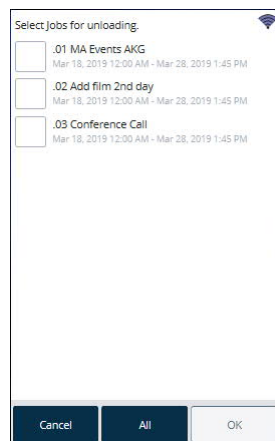 Select Jobs for unloading.
.01 MA Events AKG
Mar 18, 2019 12:00 AM - Mar 28, 2019 1:45 PM
.02 Add film 2nd day
Mar 18, 2019 12:00 AM - Mar 28, 2019 1:45 PM
.03 Conference Call
Mar 18, 2019 12:00 AM - Mar 28, 2019 1:45 PM
Cancel All OK